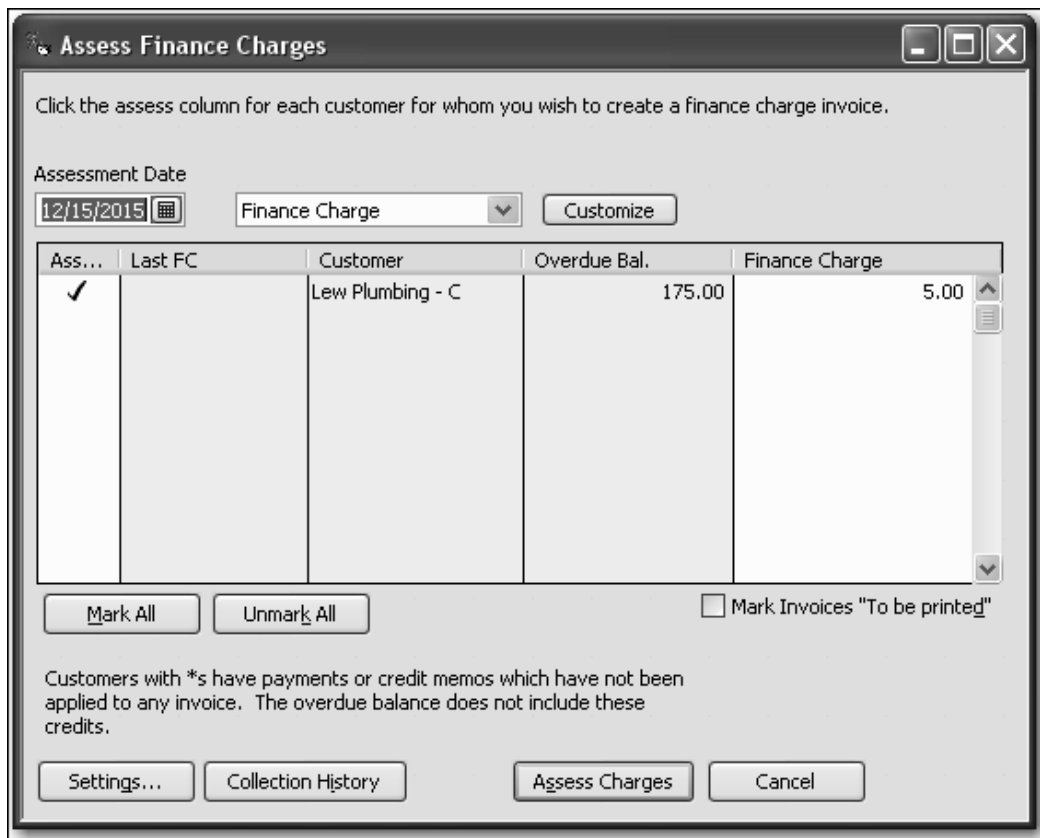 Assess Finance Charges
Click the assess column for each customer for whom you wish to create a finance charge invoice.
Assessment Date
12/15/2015 Finance Charge Customize
Ass... Last FC Customer Overdue Bal. Finance Charge
Lew Plumbing - C 175.00 5.00
Mark All Unmark All Mark Invoices "To be printed"
Customers with *s have payments or credit memos which have not been
applied to any invoice. The overdue balance does not include these
credits.
Settings... Collection History Assess Charges Cancel